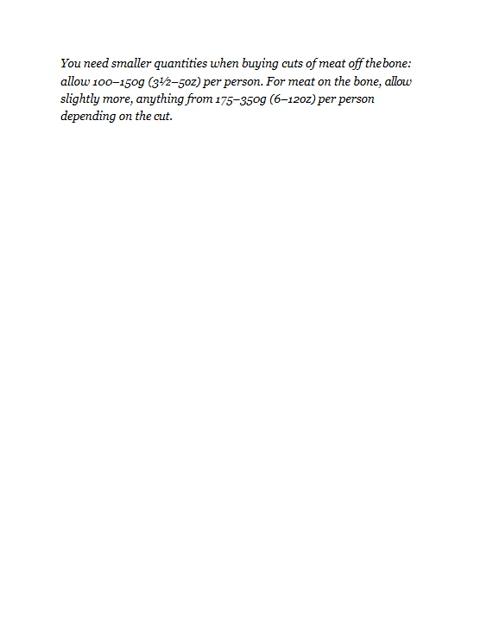 You need smaller quantities when buying cuts of meat off the bone:
allow 100–150g (3½–5oz) per person. For meat on the bone, allow
slightly more, anything from 175–350g (6–12oz) per person
depending on the cut.